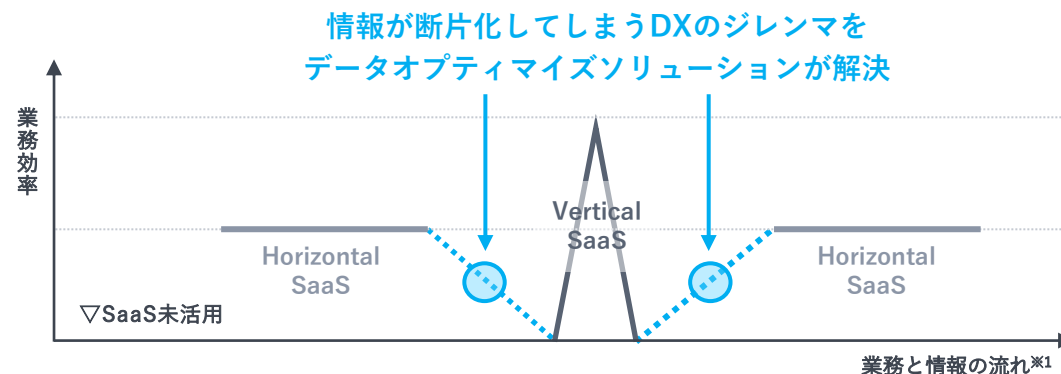 情報が断片化してしまうDXのジレンマを
データオプティマイズソリューションが解決
業務効率
Vertical
SaaS
Horizontal
SaaS
Horizontal
SaaS
▽SaaS未活用
業務と情報の流れ※1